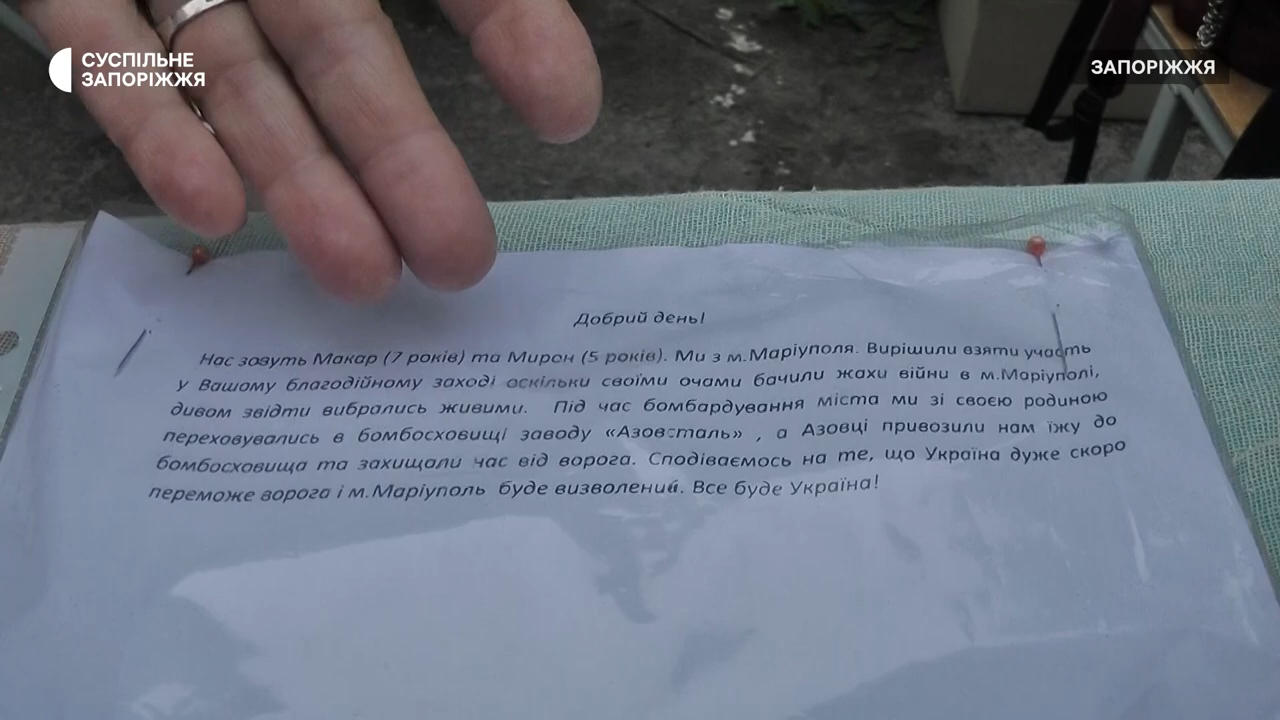 СУСПІЛЬНЕ
ЗАПОРІЖЖЯ
ЗАПОРІЖЖЯ
Добрий день!
Нас зовуть Макар (7 років) та Мирон (5 років). Ми з м.Маріуполя. Вирішили взяти участь
у Вашому благодійному заході оскільки своїми очами бачили жахи війни в м.Маріуполі,
дивом звідти вибрались живими. Під час бомбардування міста ми зі своєю родиною
переховувались в бомбосховищі заводу «Азовсталь» , а Азовці привозили нам їжу до
бомбосховища та захищали час від ворога. Сподіваємось на те, що Україна дуже скоро
переможе ворога і м.Маріуполь буде визволений. Все буде Україна!